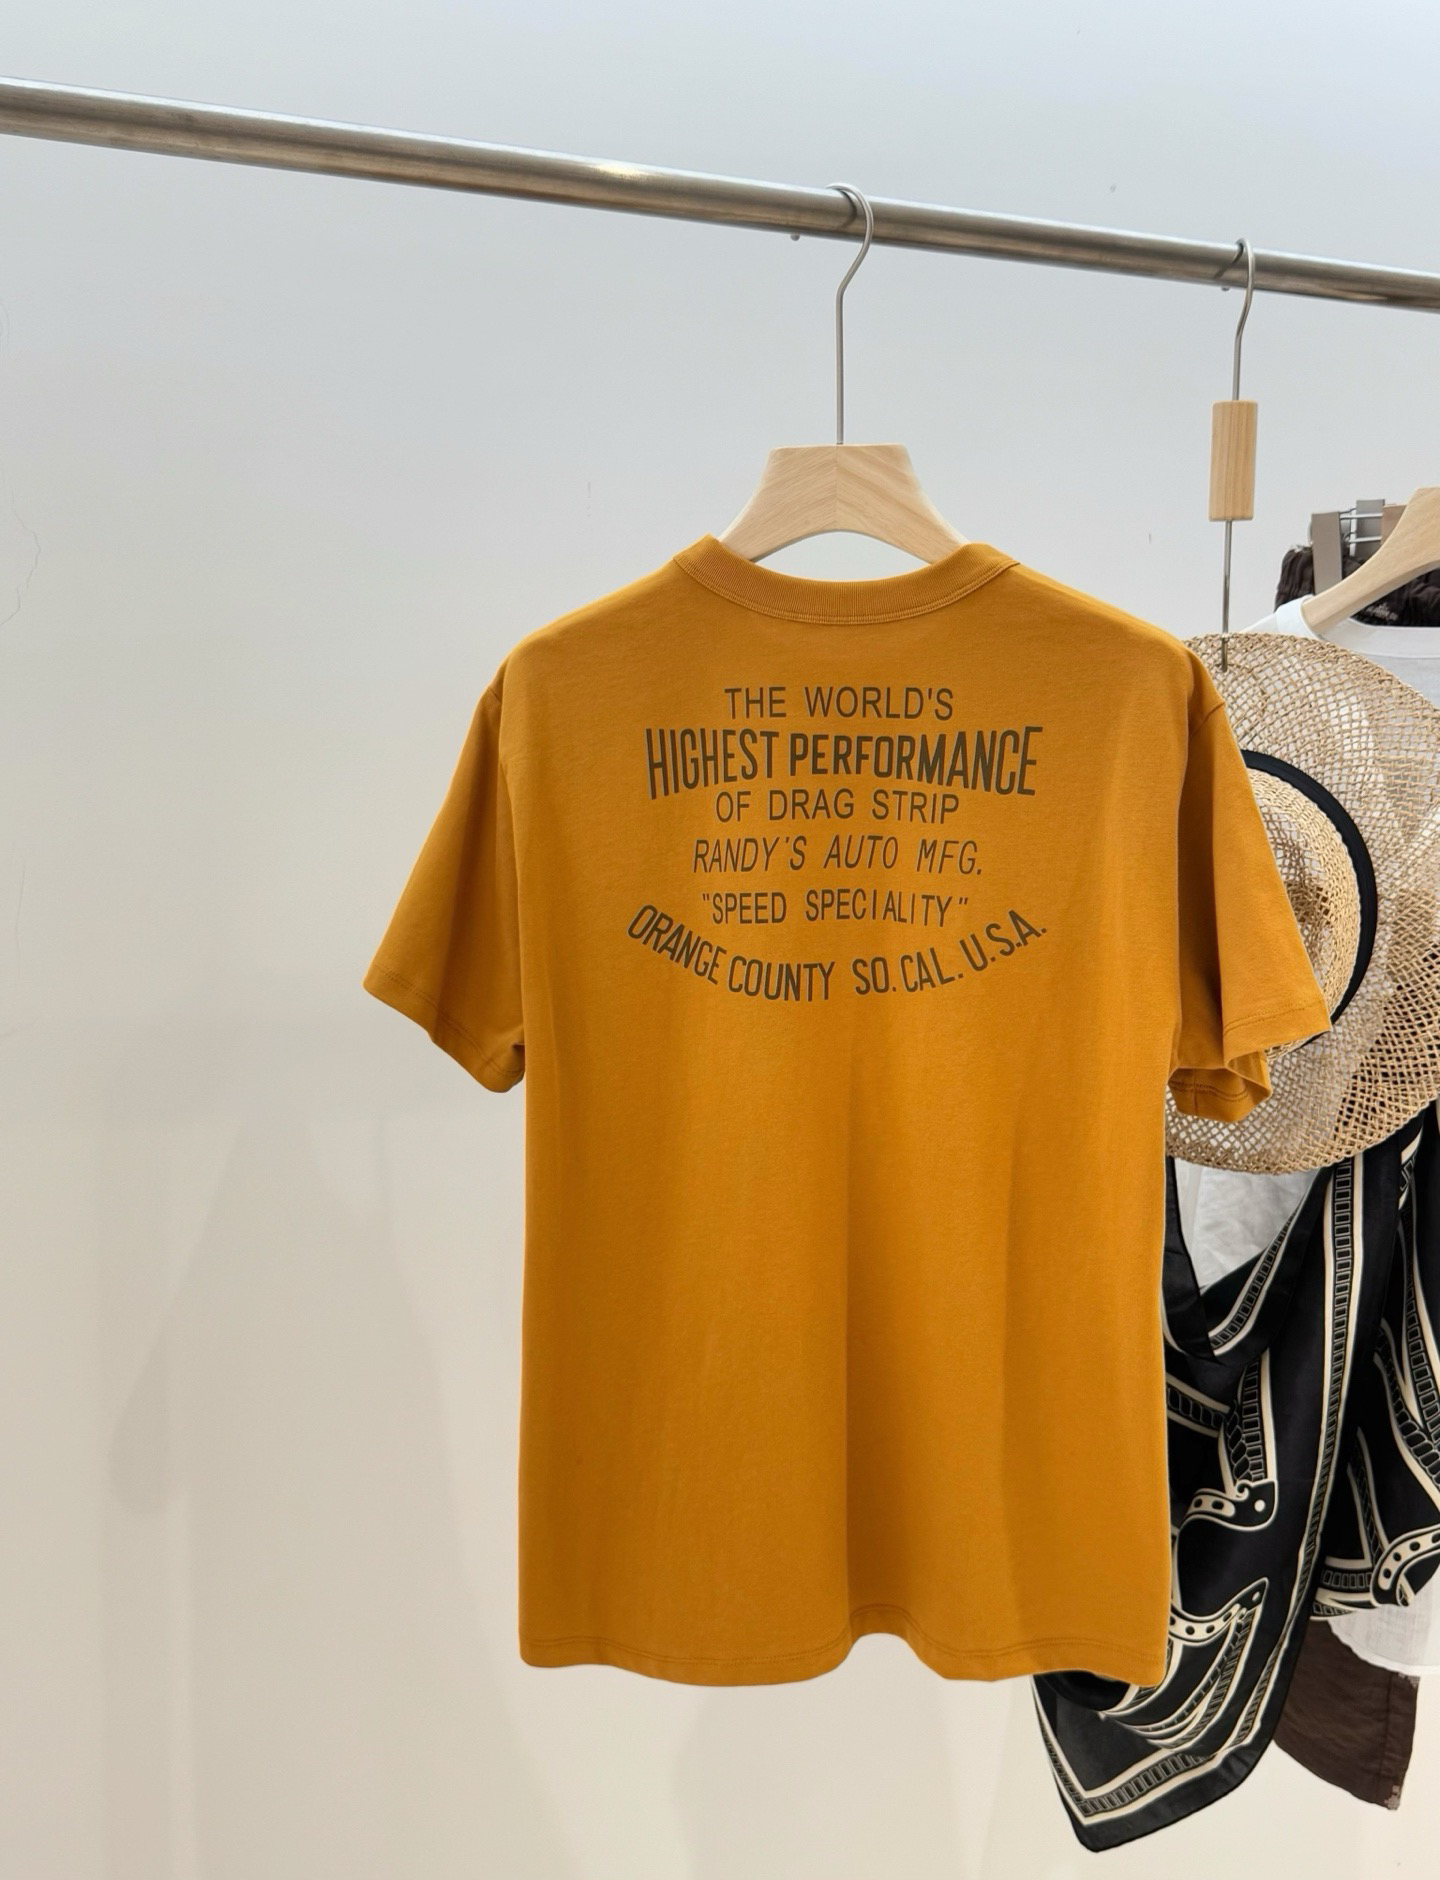 THE WORLD'S
HIGHEST PERFORMANCE
OF DRAG STRIP
RANDY'S AUTO MFG.
"SPEED SPECIALITY"
ORANGE COUNTY SO. CAL. U.S.A.